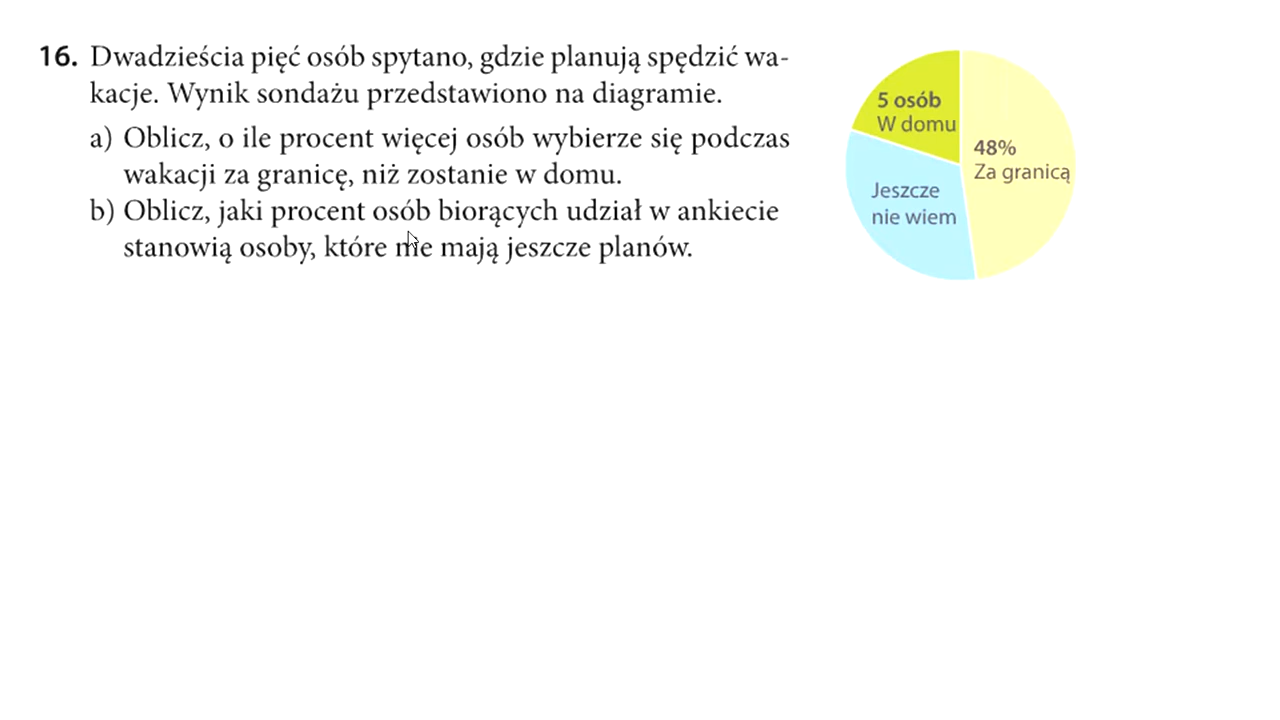 16. Dwadzieścia pięć osób spytano, gdzie planują spędzić wa-
kacje. Wynik sondażu przedstawiono na diagramie.
a) Oblicz, o ile procent więcej osób wybierze się podczas
wakacji za granicę, niż zostanie w domu.
b) Oblicz, jaki procent osób biorących udział w ankiecie
stanowią osoby, które nie mają jeszcze planów.
5 osób
W domu
48%
Za granicą
Jeszcze
nie wiem